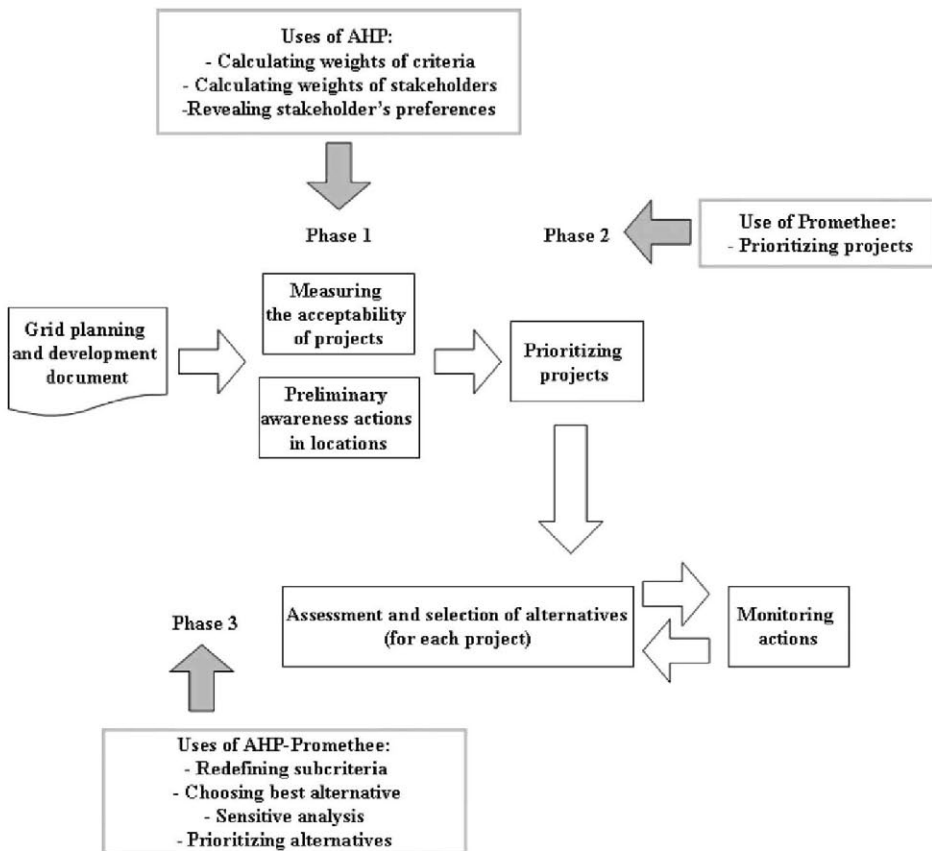 Uses of AHP:
- Calculating weights of criteria
- Calculating weights of stakeholders
-Revealing stakeholder's preferences
Phase 1
Phase 2
Use of Promethee:
- Prioritizing projects
Grid planning
and development
document
Measuring
the acceptability
of projects
Preliminary
awareness actions
in locations
Prioritizing
projects
Phase 3
Assessment and selection of alternatives
(for each project)
Monitoring
actions
Uses of AHP-Promethee:
- Redefining subcriteria
- Choosing best alternative
- Sensitive analysis
- Prioritizing alternatives